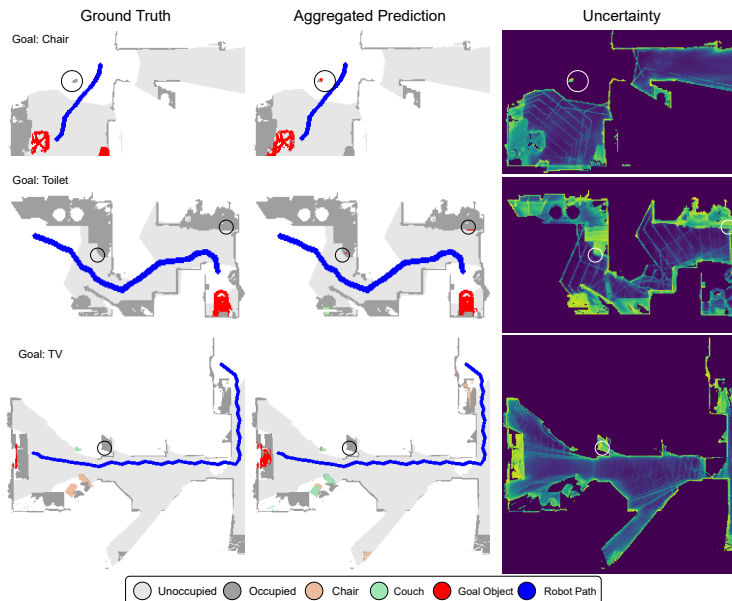 Ground Truth
Aggregated Prediction
Uncertainty
Goal: Chair
Goal: Toilet
Goal: TV
Unoccupied
Occupied
Chair
Couch
Goal Object
Robot Path